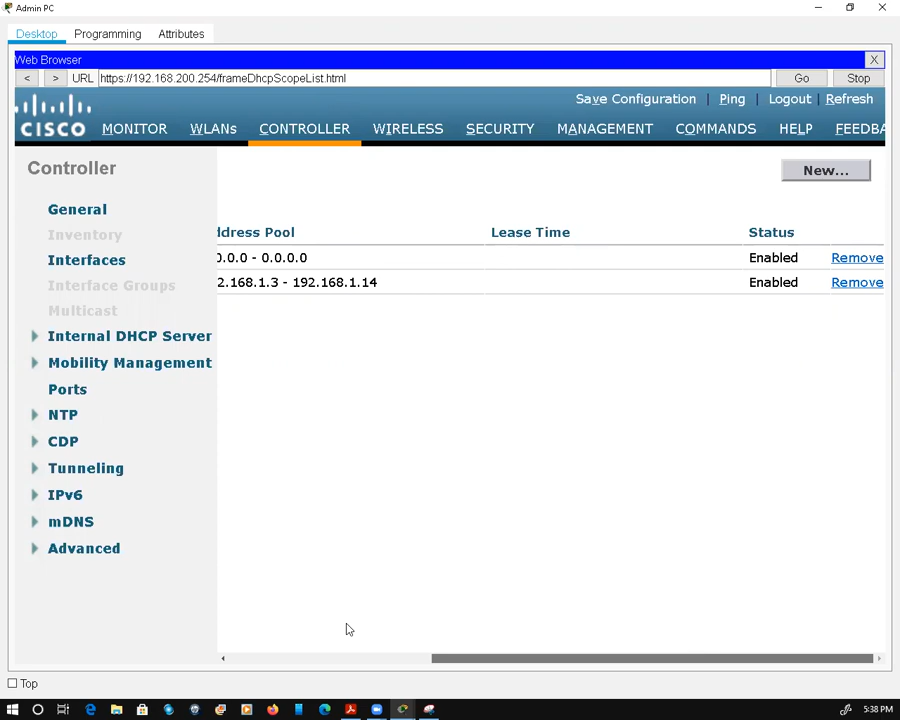 Admin PC
Desktop Programming Attributes
Web Browser X
< > URL https://192.168.200.254/frameDhcpScopeList.html Go Stop
Save Configuration | Ping | Logout | Refresh
CISCO MONITOR WLANs CONTROLLER WIRELESS SECURITY MANAGEMENT COMMANDS HELP FEEDBA
Controller
New...
General
Inventory
Interfaces
Interface Groups
Multicast
Internal DHCP Server
Mobility Management
Ports
NTP
CDP
Tunneling
IPv6
mDNS
Advanced
ddress Pool Lease Time Status
0.0.0 - 0.0.0.0 Enabled Remove
2.168.1.3 - 192.168.1.14 Enabled Remove
Top
5:38 PM